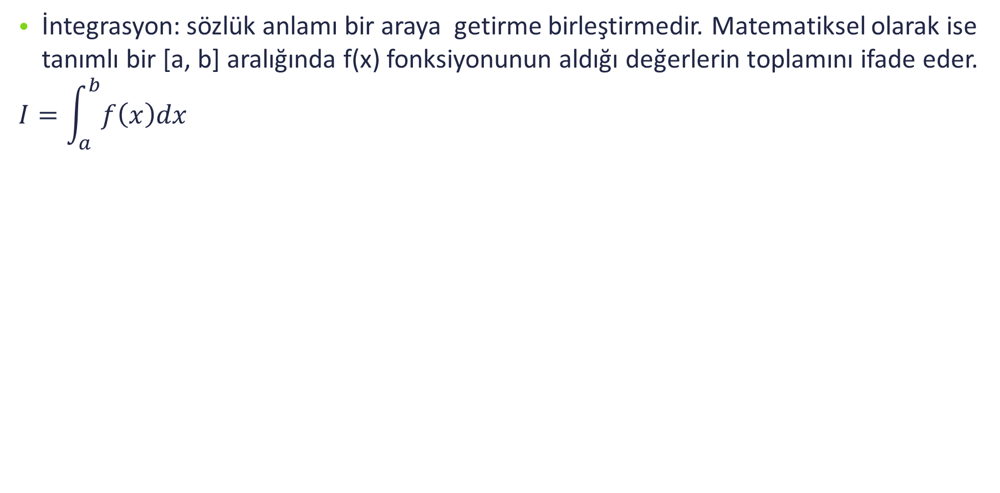 • İntegrasyon: sözlük anlamı bir araya  getirme birleştirmedir. Matematiksel olarak ise
tanımlı bir [a, b] aralığında f(x) fonksiyonunun aldığı değerlerin toplamını ifade eder.
I = ∫_a^b f(x)dx